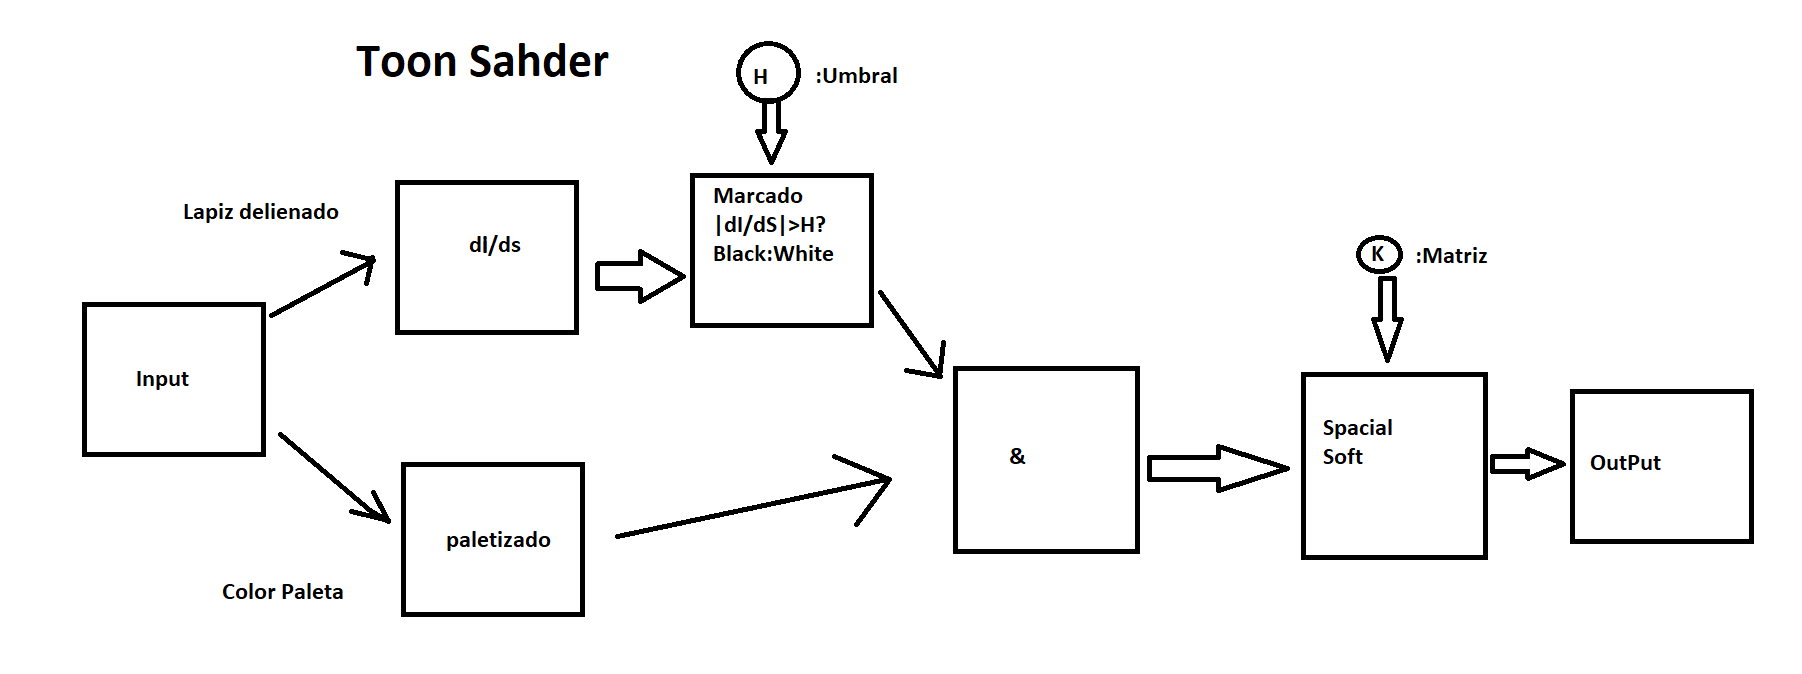 Toon Sahder
H
:Umbral
Lapiz delienado
dI/ds
Marcado
|dI/dS|>H?
Black:White
K
:Matriz
Input
&
Spacial
Soft
OutPut
paletizado
Color Paleta